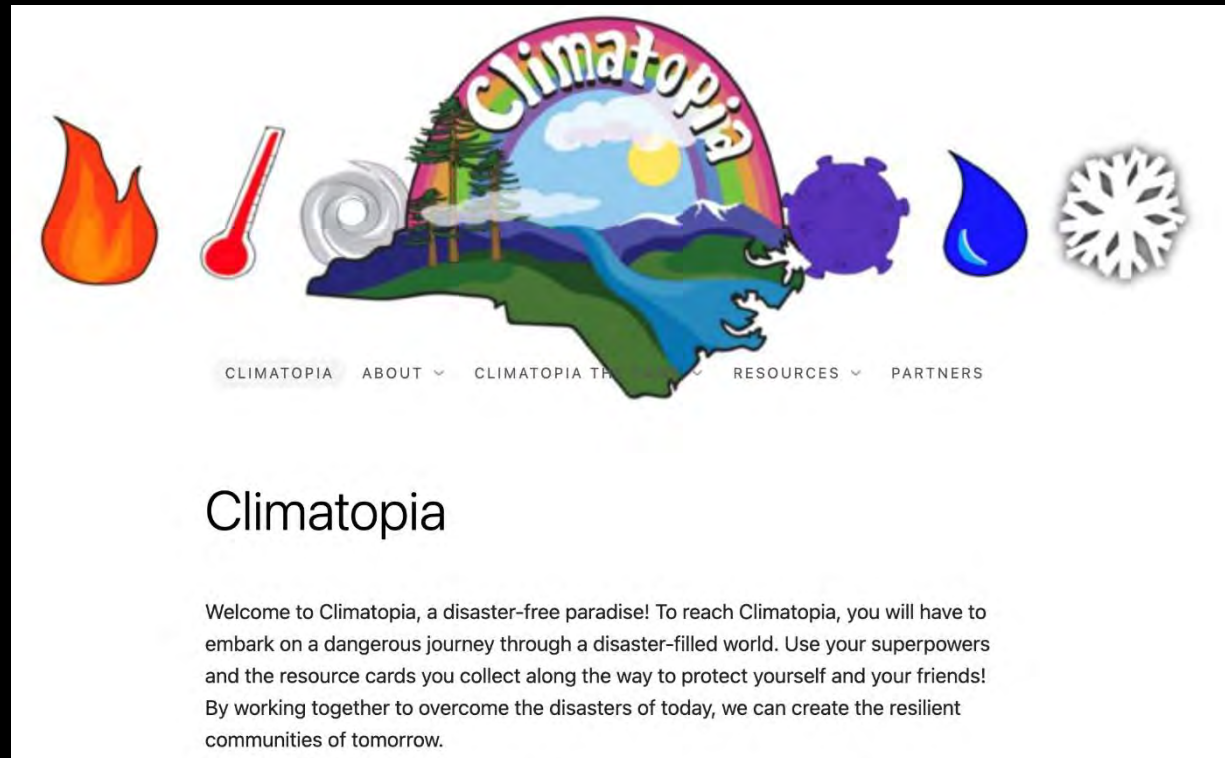 Climatopia
CLIMATOPIA ABOUT CLIMATOPIA TH RESOURCES PARTNERS
Climatopia
Welcome to Climatopia, a disaster-free paradise! To reach Climatopia, you will have to
embark on a dangerous journey through a disaster-filled world. Use your superpowers
and the resource cards you collect along the way to protect yourself and your friends!
By working together to overcome the disasters of today, we can create the resilient
communities of tomorrow.